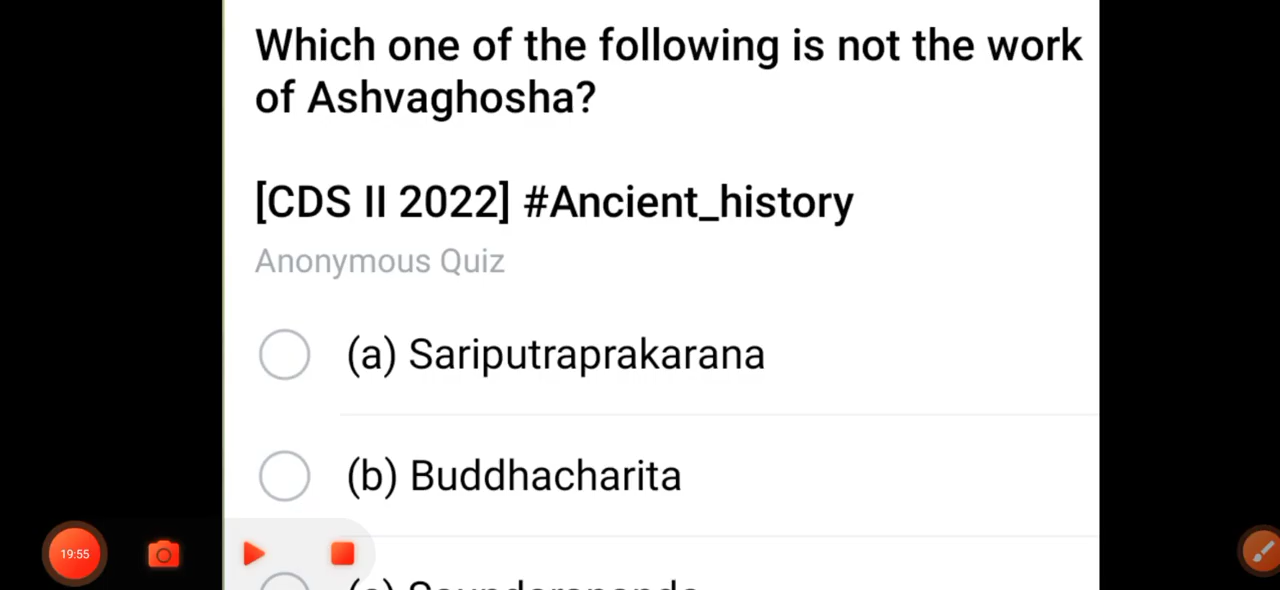 Which one of the following is not the work
of Ashvaghosha?
[CDS II 2022] #Ancient_history
Anonymous Quiz
(a) Sariputraprakarana
(b) Buddhacharita
19:55